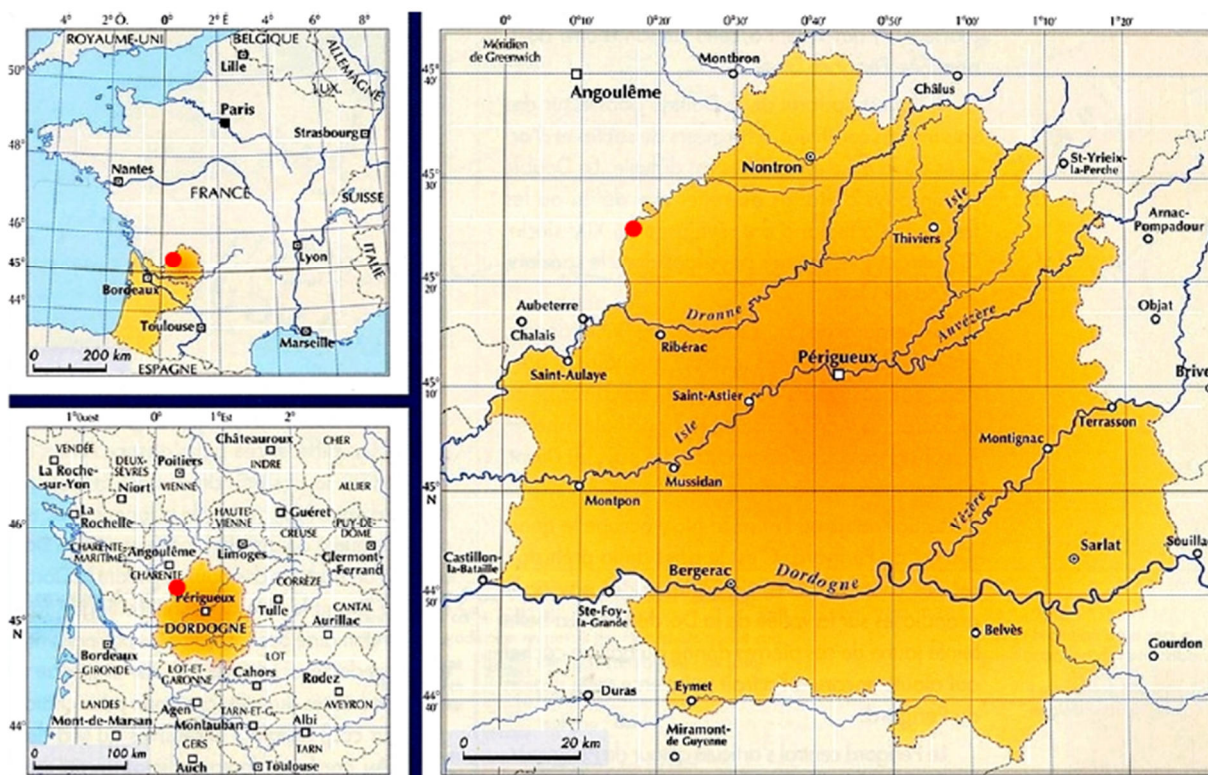 4° 2° O. 0° 2° E 4° 6° 8°
ROYAUME-UNI
BELGIQUE
ALLEMAGNE
50°
Lille
LUX.
Paris
Strasbourg
48°
Nantes
FRANCE
SUISSE
46°
Lyon
ITALIE
45°
Bordeaux
44°
Toulouse
Marseille
0 200 km
ESPAGNE
0° 2° 4° 6° 8°
1° OUEST 0° 1° EST 2°
Châteauroux
CHER
VENDÉE
DEUX-
SÈVRES
Poitiers
INDRE
La Roche-
sur-Yon
VIENNE
Niort
ALLIER
La
Rochelle
HAUTE-
VIENNE
Guéret
46°
CREUSE
PUY-DE-
DÔME
CHARENTE-
MARITIME
Angoulême
Limoges
Clermont-
Ferrand
CHARENTE
CORRÈZE
Périgueux
Tulle
CANTAL
45°
N
DORDOGNE
Aurillac
Bordeaux
LOT
GIRONDE
LOT-ET-
GARONNE
Cahors
Rodez
LANDES
Agen
TARN-ET-G.
AVEYRON
Mont-de-Marsan
Montauban
Albi
44°
GERS
TARN
0 100 km
Auch
Toulouse
0° 0°10 0°20 0°30 0°40 0°50 1°00 1°10 1°20
Méridien
de Greenwich
Montbron
45°
40'
Angoulême
Châlus
Nontron
St-Yrieix-
la-Perche
45°
30'
Isle
Thiviers
Arnac-
Pompadour
45°
20'
Aubeterre
Chalais
Dronne
Ribérac
Auvézère
Objat
Périgueux
Saint-Aulaye
45°
10'
Saint-Astier
Brive
Isle
Terrasson
Montignac
Mussidan
45°
N
Montpon
Vézère
Castillon-
la-Bataille
Bergerac
Dordogne
Sarlat
Souillac
44°
50'
Ste-Foy-
la-Grande
Belvès
Gourdon
Duras
Eymet
44°
40'
Miramont-
de Guyenne
0 20 km